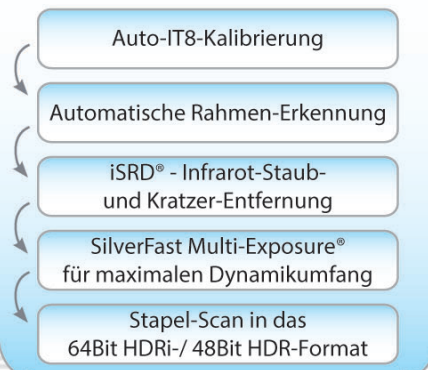 Auto-IT8-Kalibrierung
Automatische Rahmen-Erkennung
iSRD® - Infrarot-Staub-
und Kratzer-Entfernung
SilverFast Multi-Exposure®
für maximalen Dynamikumfang
Stapel-Scan in das
64Bit HDRi-/ 48Bit HDR-Format